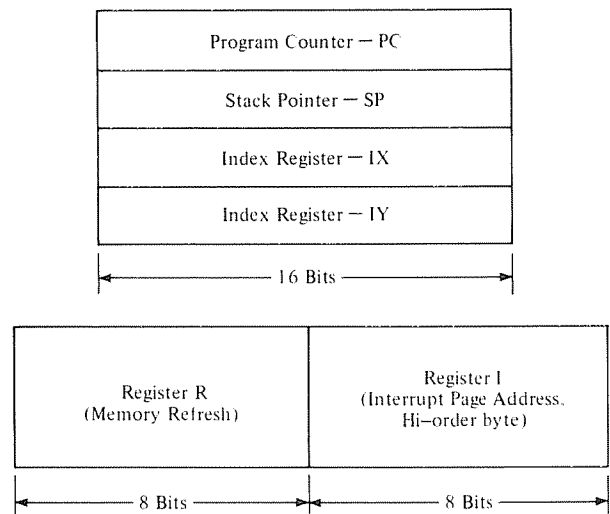 Program Counter — PC
Stack Pointer — SP
Index Register — IX
Index Register — IY
16 Bits
Register R
(Memory Refresh)
Register I
(Interrupt Page Address,
Hi-order byte)
8 Bits
8 Bits